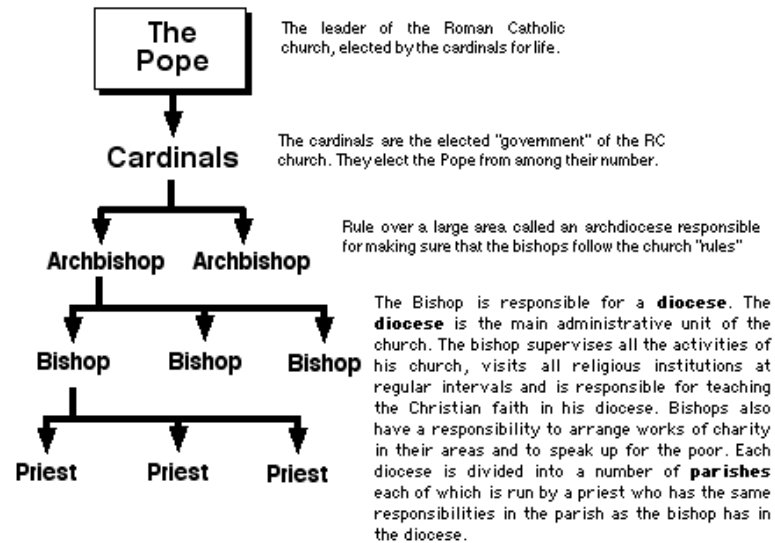 The
Pope
The leader of the Roman Catholic
church, elected by the cardinals for life.
Cardinals
The cardinals are the elected "government" of the RC
church. They elect the Pope from among their number.
Archbishop Archbishop
Rule over a large area called an archdiocese responsible
for making sure that the bishops follow the church "rules"
Bishop Bishop Bishop
The Bishop is responsible for a diocese. The
diocese is the main administrative unit of the
church. The bishop supervises all the activities of
his church, visits all religious institutions at
regular intervals and is responsible for teaching
the Christian faith in his diocese. Bishops also
have a responsibility to arrange works of charity
in their areas and to speak up for the poor. Each
diocese is divided into a number of parishes
each of which is run by a priest who has the same
responsibilities in the parish as the bishop has in
the diocese.
Priest Priest Priest